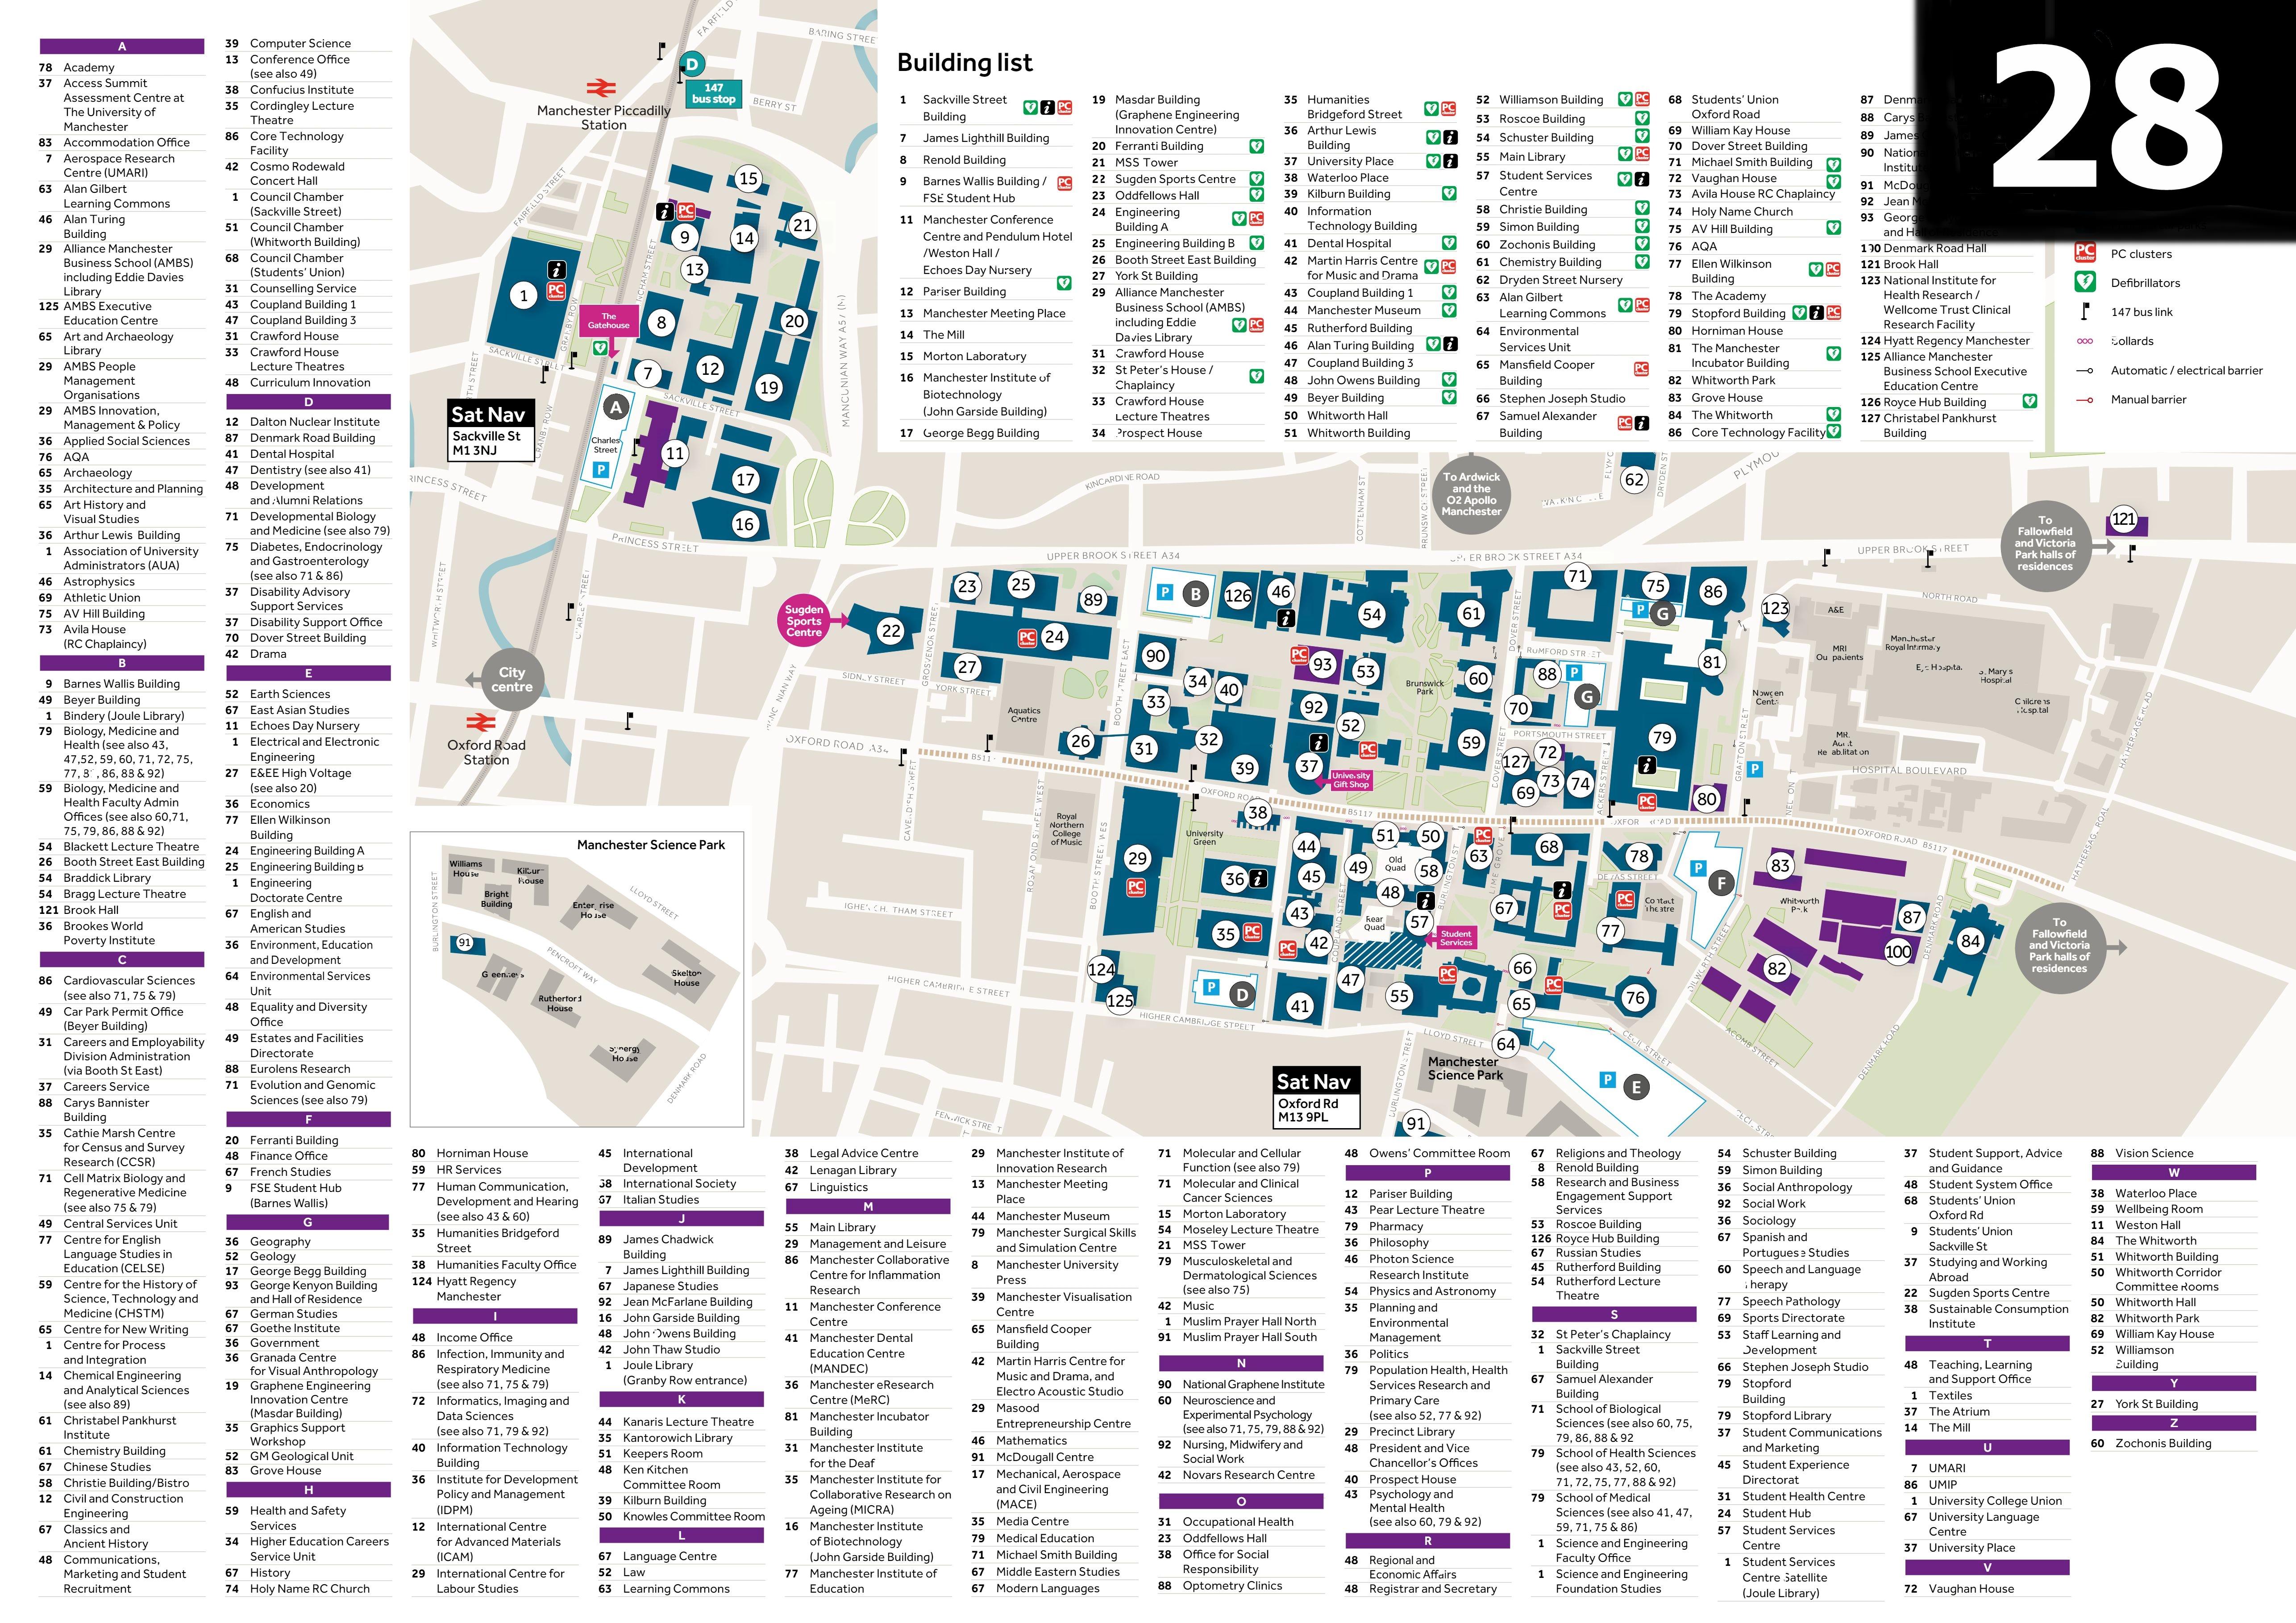 A
78 Academy
37 Access Summit
Assessment Centre at
The University of
Manchester
83 Accommodation Office
7 Aerospace Research
Centre (UMARI)
63 Alan Gilbert
Learning Commons
46 Alan Turing
Building
29 Alliance Manchester
Business School (AMBS)
including Eddie Davies
Library
125 AMBS Executive
Education Centre
65 Art and Archaeology
Library
29 AMBS People
Management
Organisations
29 AMBS Innovation,
Management & Policy
36 Applied Social Sciences
76 AQA
65 Archaeology
35 Architecture and Planning
65 Art History and
Visual Studies
36 Arthur Lewis Building
1 Association of University
Administrators (AUA)
46 Astrophysics
69 Athletic Union
75 AV Hill Building
73 Avila House
(RC Chaplaincy)
B
9 Barnes Wallis Building
49 Beyer Building
1 Bindery (Joule Library)
79 Biology, Medicine and
Health (see also 43,
47,52, 59, 60, 71, 72, 75,
86, 88 & 92)
59 Biology, Medicine and
Health Faculty Admin
Offices (see also 60,71,
75, 79, 86, 88 & 92)
54 Blackett Lecture Theatre
26 Booth Street East Building
54 Braddick Library
54 Bragg Lecture Theatre
121 Brook Hall
36 Brookes World
Poverty Institute
C
86 Cardiovascular Sciences
(see also 71, 75 & 79)
49 Car Park Permit Office
(Beyer Building)
31 Careers and Employability
Division Administration
(via Booth St East)
37 Careers Service
88 Carys Bannister
Building
35 Cathie Marsh Centre
for Census and Survey
Research (CCSR)
71 Cell Matrix Biology and
Regenerative Medicine
(see also 75 & 79)
49 Central Services Unit
77 Centre for English
Language Studies in
Education (CELSE)
59 Centre for the History of
Science, Technology and
Medicine (CHSTM)
65 Centre for New Writing
1 Centre for Process
and Integration
14 Chemical Engineering
and Analytical Sciences
(see also 89)
61 Christabel Pankhurst
Institute
61 Chemistry Building
67 Chinese Studies
58 Christie Building/Bistro
12 Civil and Construction
Engineering
67 Classics and
Ancient History
48 Communications,
Marketing and Student
Recruitment
39 Computer Science
13 Conference Office
(see also 49)
38 Confucius Institute
35 Cordingley Lecture
Theatre
86 Core Technology
Facility
42 Cosmo Rodewald
Concert Hall
1 Council Chamber
(Sackville Street)
51 Council Chamber
(Whitworth Building)
68 Council Chamber
(Students' Union)
31 Counselling Service
43 Coupland Building 1
47 Coupland Building 3
31 Crawford House
33 Crawford House
Lecture Theatres
48 Curriculum Innovation
D
12 Dalton Nuclear Institute
87 Denmark Road Building
41 Dental Hospital
47 Dentistry (see also 41)
48 Development
and Alumni Relations
71 Developmental Biology
and Medicine (see also 79)
75 Diabetes, Endocrinology
and Gastroenterology
(see also 71 & 86)
37 Disability Advisory
Support Services
37 Disability Support Office
70 Dover Street Building
42 Drama
E
52 Earth Sciences
67 East Asian Studies
11 Echoes Day Nursery
1 Electrical and Electronic
Engineering
27 E&EE High Voltage
(see also 20)
36 Economics
77 Ellen Wilkinson
Building
24 Engineering Building A
25 Engineering Building B
1 Engineering
Doctorate Centre
67 English and
American Studies
36 Environment, Education
and Development
64 Environmental Services
Unit
48 Equality and Diversity
Office
49 Estates and Facilities
Directorate
88 Eurolens Research
71 Evolution and Genomic
Sciences (see also 79)
F
20 Ferranti Building
48 Finance Office
67 French Studies
9 FSE Student Hub
(Barnes Wallis)
G
36 Geography
52 Geology
17 George Begg Building
93 George Kenyon Building
and Hall of Residence
67 German Studies
67 Goethe Institute
36 Government
36 Granada Centre
for Visual Anthropology
19 Graphene Engineering
Innovation Centre
(Masdar Building)
35 Graphics Support
Workshop
52 GM Geological Unit
83 Grove House
H
59 Health and Safety
Services
34 Higher Education Careers
Service Unit
67 History
74 Holy Name RC Church
Building list
1 Sackville Street
Building
7 James Lighthill Building
8 Renold Building
9 Barnes Wallis Building /
FSE Student Hub
11 Manchester Conference
Centre and Pendulum Hotel
/Weston Hall /
Echoes Day Nursery
12 Pariser Building
13 Manchester Meeting Place
14 The Mill
15 Morton Laboratory
16 Manchester Institute of
Biotechnology
(John Garside Building)
17 George Begg Building
19 Masdar Building
(Graphene Engineering
Innovation Centre)
20 Ferranti Building
21 MSS Tower
22 Sugden Sports Centre
23 Oddfellows Hall
24 Engineering
Building A
25 Engineering Building B
26 Booth Street East Building
27 York St Building
29 Alliance Manchester
Business School (AMBS)
including Eddie
Davies Library
31 Crawford House
32 St Peter's House /
Chaplaincy
33 Crawford House
Lecture Theatres
34 Prospect House
35 Humanities
Bridgeford Street
36 Arthur Lewis
Building
37 University Place
38 Waterloo Place
39 Kilburn Building
40 Information
Technology Building
41 Dental Hospital
42 Martin Harris Centre
for Music and Drama
43 Coupland Building 1
44 Manchester Museum
45 Rutherford Building
46 Alan Turing Building
47 Coupland Building 3
48 John Owens Building
49 Beyer Building
50 Whitworth Hall
51 Whitworth Building
52 Williamson Building
53 Roscoe Building
54 Schuster Building
55 Main Library
57 Student Services
Centre
58 Christie Building
59 Simon Building
60 Zochonis Building
61 Chemistry Building
62 Dryden Street Nursery
63 Alan Gilbert
Learning Commons
64 Environmental
Services Unit
65 Mansfield Cooper
Building
66 Stephen Joseph Studio
67 Samuel Alexander
Building
68 Students' Union
Oxford Road
69 William Kay House
70 Dover Street Building
71 Michael Smith Building
72 Vaughan House
73 Avila House RC Chaplaincy
74 Holy Name Church
75 AV Hill Building
76 AQA
77 Ellen Wilkinson
Building
78 The Academy
79 Stopford Building
80 Horniman House
81 The Manchester
Incubator Building
82 Whitworth Park
83 Grove House
84 The Whitworth
86 Core Technology Facility
87
88
89
90
91
92
93
100 Denmark Road Hall
121 Brook Hall
123 National Institute for
Health Research /
Wellcome Trust Clinical
Research Facility
124 Hyatt Regency Manchester
125 Alliance Manchester
Business School Executive
Education Centre
126 Royce Hub Building
127 Christabel Pankhurst
Building
28
PC clusters
Defibrillators
147 bus link
Automatic / electrical barrier
Manual barrier
FAIRFIELD STREET
BARING STREET
BERRY ST
D
147
bus stop
Manchester Piccadilly
Station
15
21
9
14
13
1
The
Gatehouse
8
20
7
12
19
SACKVILLE STREET
A
Charles
Street
P
11
17
16
PRINCESS STREET
MANCUNIAN WAY A57 (M)
Sat Nav
Sackville St
M1 3NJ
City
centre
Oxford Road
Station
Sugden
Sports
Centre
KINCARDINE ROAD
UPPER BROOK STREET A34
To Ardwick
and the
O2 Apollo
Manchester
62
To
Fallowfield
and Victoria
Park halls of
residences
121
22
23
25
89
P B
126
46
54
61
71
75
P G
86
123
24
27
90
33
34
40
93
53
Brunswick
Park
60
88
P
G
81
A&E
NORTH ROAD
YORK STREET
Aquatics
Centre
26
31
32
39
92
52
37
University
Gift Shop
59
70
PORTSMOUTH STREET
127
72
73
74
69
79
80
P
HOSPITAL BOULEVARD
OXFORD ROAD B5117
Royal
Northern
College
of Music
University
Green
38
29
36
35
44
45
43
42
51
50
49
Old
Quad
58
48
57
Rear
Quad
Student
Services
63
68
78
67
77
Contact
Theatre
P
F
83
Whitworth
Park
82
87
100
84
To
Fallowfield
and Victoria
Park halls of
residences
124
125
P D
41
47
55
66
65
64
76
P E
91
HIGHER CAMBRIDGE STREET
LLOYD STREET
CECIL STREET
ACOMB STREET
DENMARK ROAD
Manchester
Science Park
Sat Nav
Oxford Rd
M13 9PL
Manchester Science Park
Williams
House
Bright
Building
91
LLOYD STREET
PENCROFT WAY
BURLINGTON STREET
Rutherford
House
Skelton
House
DENMARK ROAD
80 Horniman House
59 HR Services
77 Human Communication,
Development and Hearing
(see also 43 & 60)
35 Humanities Bridgeford
Street
38 Humanities Faculty Office
124 Hyatt Regency
Manchester
I
48 Income Office
86 Infection, Immunity and
Respiratory Medicine
(see also 71, 75 & 79)
72 Informatics, Imaging and
Data Sciences
(see also 71, 79 & 92)
40 Information Technology
Building
36 Institute for Development
Policy and Management
(IDPM)
12 International Centre
for Advanced Materials
(ICAM)
29 International Centre for
Labour Studies
45 International
Development
68 International Society
67 Italian Studies
J
89 James Chadwick
Building
7 James Lighthill Building
67 Japanese Studies
92 Jean McFarlane Building
16 John Garside Building
48 John Owens Building
42 John Thaw Studio
1 Joule Library
(Granby Row entrance)
K
44 Kanaris Lecture Theatre
35 Kantorowich Library
51 Keepers Room
48 Ken Kitchen
Committee Room
39 Kilburn Building
50 Knowles Committee Room
L
67 Language Centre
52 Law
63 Learning Commons
38 Legal Advice Centre
42 Lenagan Library
67 Linguistics
M
55 Main Library
29 Management and Leisure
86 Manchester Collaborative
Centre for Inflammation
Research
11 Manchester Conference
Centre
41 Manchester Dental
Education Centre
(MANDEC)
36 Manchester eResearch
Centre (MeRC)
81 Manchester Incubator
Building
31 Manchester Institute
for the Deaf
35 Manchester Institute for
Collaborative Research on
Ageing (MICRA)
16 Manchester Institute
of Biotechnology
(John Garside Building)
77 Manchester Institute of
Education
29 Manchester Institute of
Innovation Research
13 Manchester Meeting
Place
44 Manchester Museum
79 Manchester Surgical Skills
and Simulation Centre
8 Manchester University
Press
39 Manchester Visualisation
Centre
65 Mansfield Cooper
Building
42 Martin Harris Centre for
Music and Drama, and
Electro Acoustic Studio
29 Masood
Entrepreneurship Centre
46 Mathematics
91 McDougall Centre
17 Mechanical, Aerospace
and Civil Engineering
(MACE)
35 Media Centre
79 Medical Education
71 Michael Smith Building
67 Middle Eastern Studies
67 Modern Languages
71 Molecular and Cellular
Function (see also 79)
71 Molecular and Clinical
Cancer Sciences
15 Morton Laboratory
54 Moseley Lecture Theatre
21 MSS Tower
79 Musculoskeletal and
Dermatological Sciences
(see also 75)
42 Music
1 Muslim Prayer Hall North
91 Muslim Prayer Hall South
N
90 National Graphene Institute
60 Neuroscience and
Experimental Psychology
(see also 71, 75, 79, 88 & 92)
92 Nursing, Midwifery and
Social Work
42 Novars Research Centre
O
31 Occupational Health
23 Oddfellows Hall
38 Office for Social
Responsibility
88 Optometry Clinics
48 Owens' Committee Room
P
12 Pariser Building
43 Pear Lecture Theatre
79 Pharmacy
36 Philosophy
46 Photon Science
Research Institute
54 Physics and Astronomy
35 Planning and
Environmental
Management
36 Politics
79 Population Health, Health
Services Research and
Primary Care
(see also 52, 77 & 92)
29 Precinct Library
48 President and Vice
Chancellor's Offices
40 Prospect House
43 Psychology and
Mental Health
(see also 60, 79 & 92)
R
48 Regional and
Economic Affairs
48 Registrar and Secretary
67 Religions and Theology
8 Renold Building
58 Research and Business
Engagement Support
Services
53 Roscoe Building
126 Royce Hub Building
67 Russian Studies
45 Rutherford Building
54 Rutherford Lecture
Theatre
S
32 St Peter's Chaplaincy
1 Sackville Street
Building
67 Samuel Alexander
Building
71 School of Biological
Sciences (see also 60, 75,
79, 86, 88 & 92
79 School of Health Sciences
(see also 43, 52, 60,
71, 72, 75, 77, 88 & 92)
79 School of Medical
Sciences (see also 41, 47,
59, 71, 75 & 86)
1 Science and Engineering
Faculty Office
1 Science and Engineering
Foundation Studies
54 Schuster Building
59 Simon Building
36 Social Anthropology
92 Social Work
36 Sociology
67 Spanish and
Portuguese Studies
60 Speech and Language
Therapy
77 Speech Pathology
69 Sports Directorate
53 Staff Learning and
Development
66 Stephen Joseph Studio
79 Stopford
Building
79 Stopford Library
37 Student Communications
and Marketing
45 Student Experience
Directorat
31 Student Health Centre
24 Student Hub
57 Student Services
Centre
1 Student Services
Centre Satellite
(Joule Library)
37 Student Support, Advice
and Guidance
48 Student System Office
68 Students' Union
Oxford Rd
9 Students' Union
Sackville St
37 Studying and Working
Abroad
22 Sugden Sports Centre
38 Sustainable Consumption
Institute
T
48 Teaching, Learning
and Support Office
1 Textiles
37 The Atrium
14 The Mill
U
7 UMARI
86 UMIP
1 University College Union
67 University Language
Centre
37 University Place
V
72 Vaughan House
88 Vision Science
W
38 Waterloo Place
59 Wellbeing Room
11 Weston Hall
84 The Whitworth
51 Whitworth Building
50 Whitworth Corridor
Committee Rooms
50 Whitworth Hall
82 Whitworth Park
69 William Kay House
52 Williamson
Building
Y
27 York St Building
Z
60 Zochonis Building